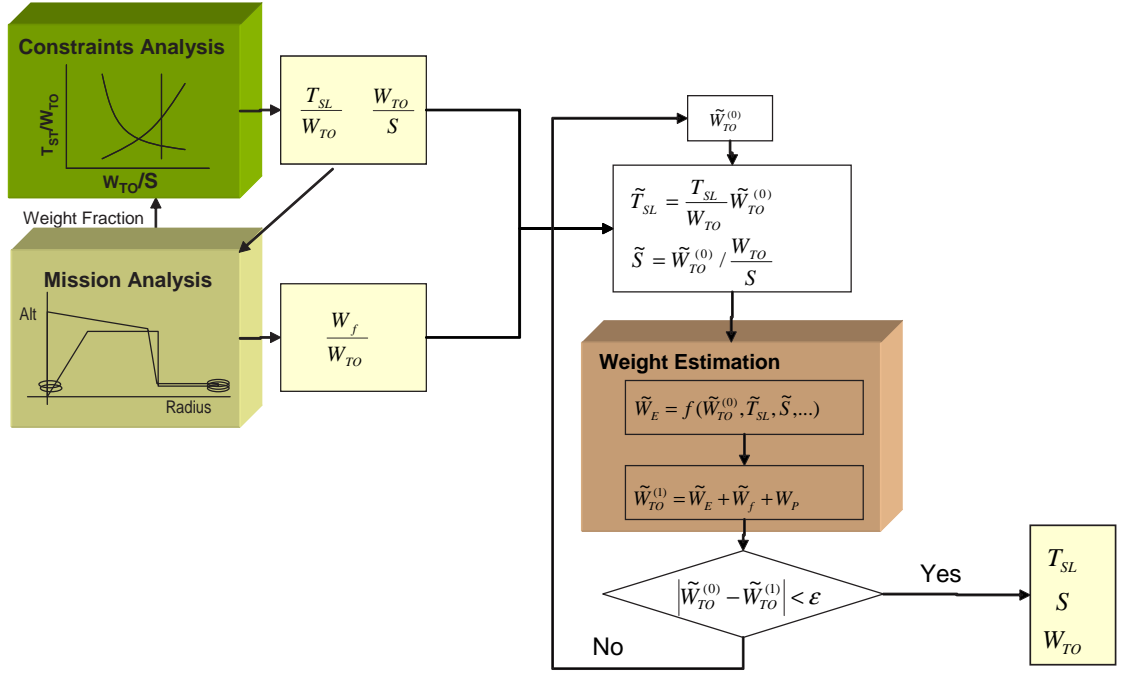 Constraints Analysis
T_ST/W_TO
W_TO/S
T_SL/W_TO W_TO/S
Weight Fraction
Mission Analysis
Alt
Radius
W_f/W_TO
W̃_TO^(0)
T̃_SL = T_SL/W_TO W̃_TO^(0)
S̃ = W̃_TO^(0) / W_TO/S
Weight Estimation
W̃_E = f(W̃_TO^(0), T̃_SL, S̃,...)
W̃_TO^(1) = W̃_E + W̃_f + W_P
|W̃_TO^(0) − W̃_TO^(1)| < ε
Yes
No
T_SL
S
W_TO